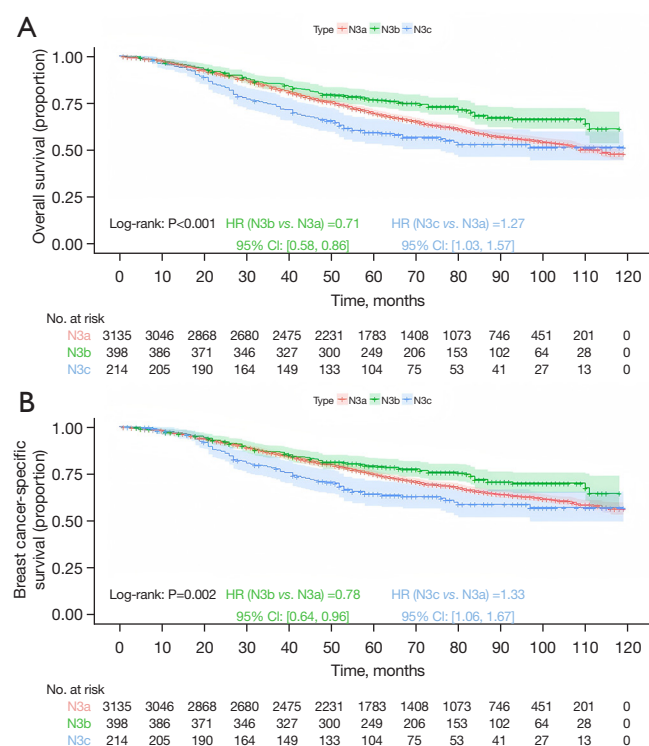 A
Type N3a N3b N3c
Overall survival (proportion)
1.00
0.75
0.50
0.25
0.00
Log-rank: P<0.001 HR (N3b vs. N3a) =0.71 HR (N3c vs. N3a) =1.27
95% CI: [0.58, 0.86] 95% CI: [1.03, 1.57]
0 10 20 30 40 50 60 70 80 90 100 110 120
Time, months
No. at risk
N3a 3135 3046 2868 2680 2475 2231 1783 1408 1073 746 451 201 0
N3b 398 386 371 346 327 300 249 206 153 102 64 28 0
N3c 214 205 190 164 149 133 104 75 53 41 27 13 0
B
Type N3a N3b N3c
Breast cancer-specific
survival (proportion)
1.00
0.75
0.50
0.25
0.00
Log-rank: P=0.002 HR (N3b vs. N3a) =0.78 HR (N3c vs. N3a) =1.33
95% CI: [0.64, 0.96] 95% CI: [1.06, 1.67]
0 10 20 30 40 50 60 70 80 90 100 110 120
Time, months
No. at risk
N3a 3135 3046 2868 2680 2475 2231 1783 1408 1073 746 451 201 0
N3b 398 386 371 346 327 300 249 206 153 102 64 28 0
N3c 214 205 190 164 149 133 104 75 53 41 27 13 0